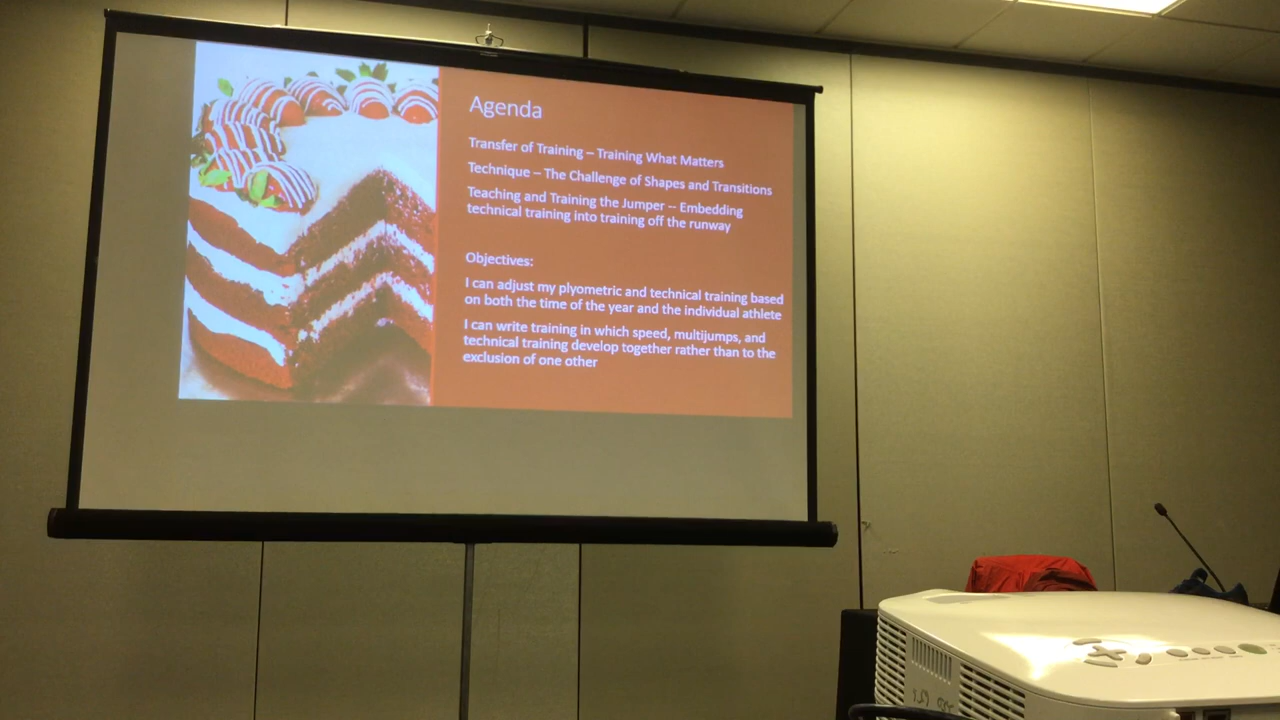 Agenda
Transfer of Training – Training What Matters
Technique – The Challenge of Shapes and Transitions
Teaching and Training the Jumper -- Embedding
technical training into training off the runway
Objectives:
I can adjust my plyometric and technical training based
on both the time of the year and the individual athlete
I can write training in which speed, multijumps, and
technical training develop together rather than to the
exclusion of one other